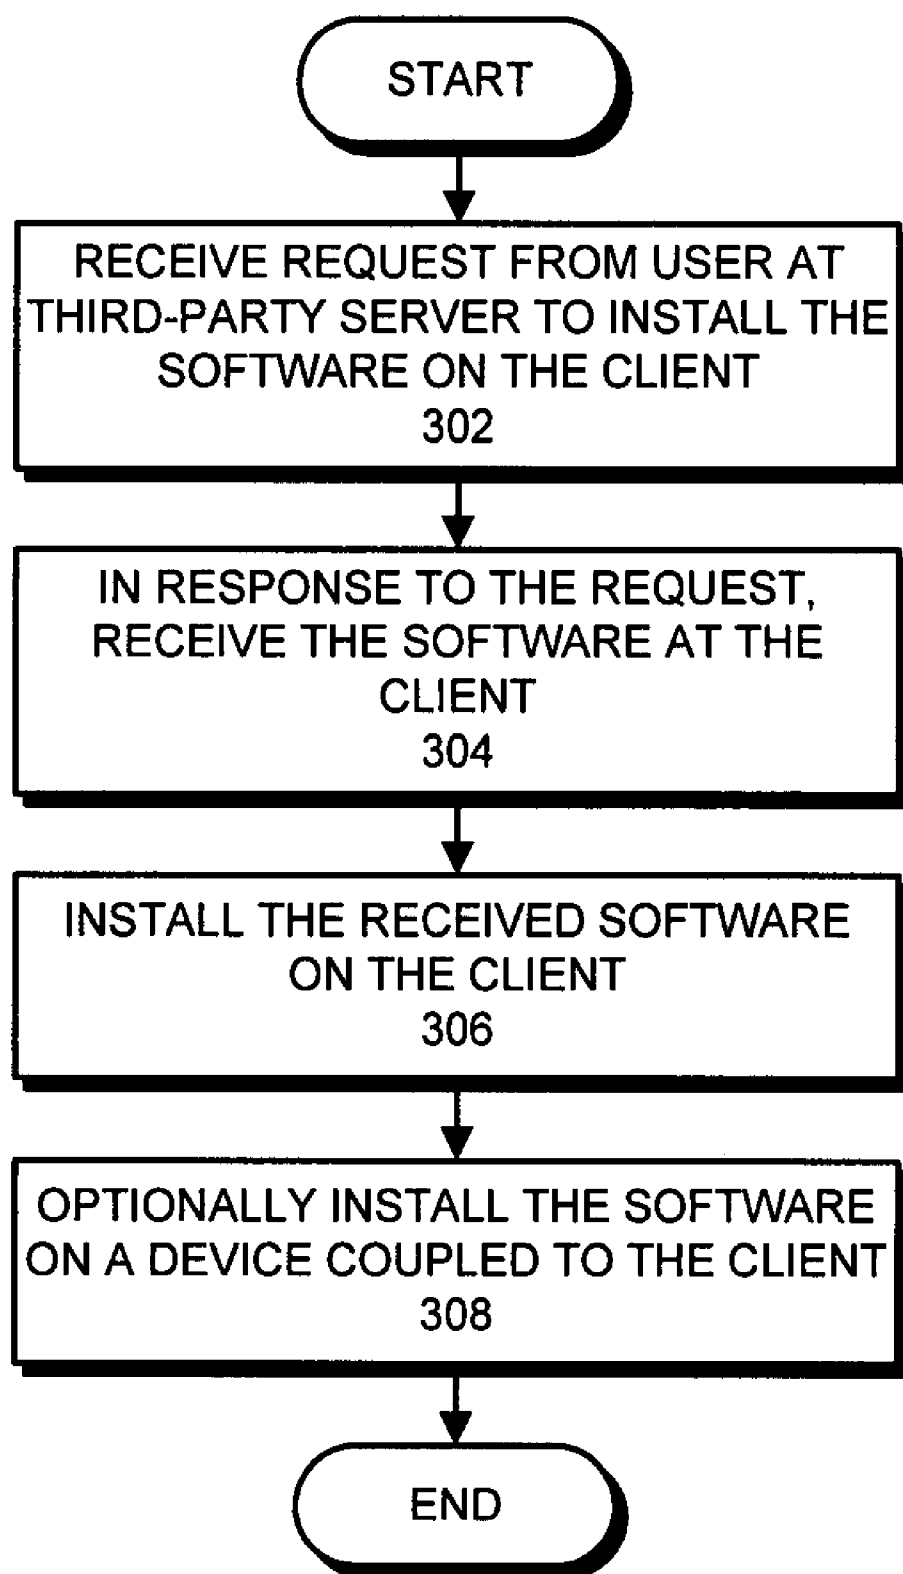 START
RECEIVE REQUEST FROM USER AT
THIRD-PARTY SERVER TO INSTALL THE
SOFTWARE ON THE CLIENT
302
IN RESPONSE TO THE REQUEST,
RECEIVE THE SOFTWARE AT THE
CLIENT
304
INSTALL THE RECEIVED SOFTWARE
ON THE CLIENT
306
OPTIONALLY INSTALL THE SOFTWARE
ON A DEVICE COUPLED TO THE CLIENT
308
END